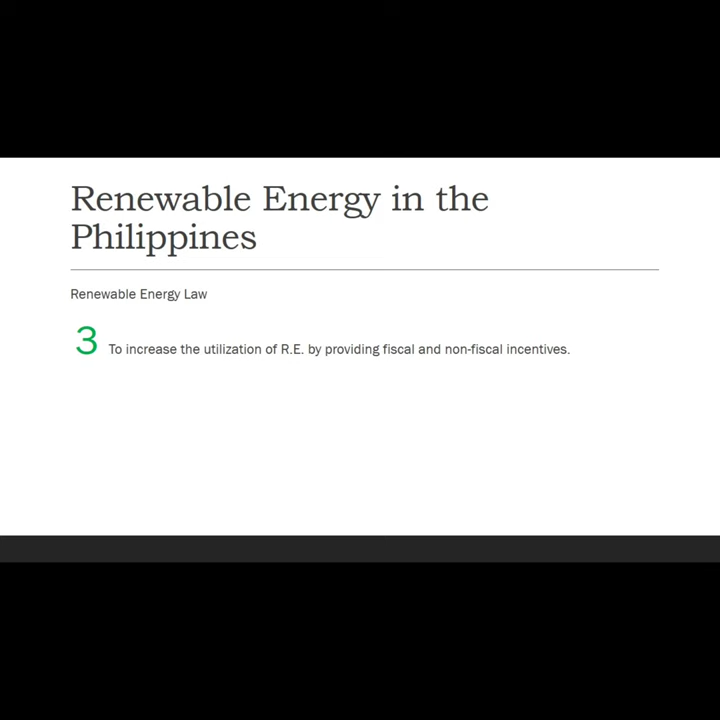 Renewable Energy in the
Philippines
Renewable Energy Law
3 To increase the utilization of R.E. by providing fiscal and non-fiscal incentives.